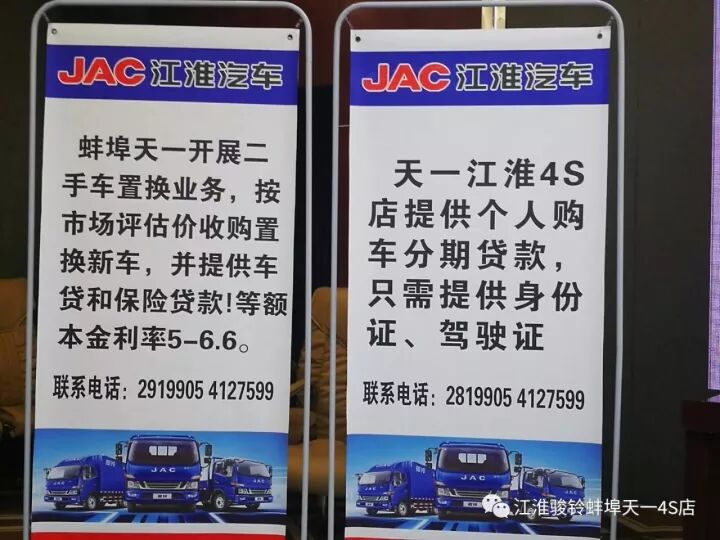 JAC 江淮汽车
蚌埠天一开展二
手车置换业务，按
市场评估价收购置
换新车，并提供车
贷和保险贷款!等额
本金利率5-6.6。
联系电话：2919905 4127599
JAC
JAC 江淮汽车
天一江淮4S
店提供个人购
车分期贷款，
只需提供身份
证、驾驶证
联系电话：2819905 4127599
JAC
江淮骏铃蚌埠天一4S店